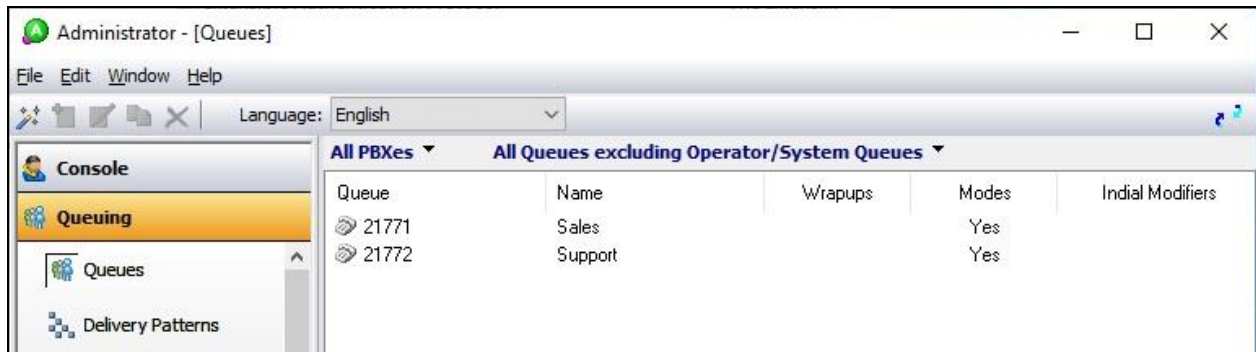 Administrator - [Queues]
File Edit Window Help
Language: English
Console
Queuing
Queues
Delivery Patterns
All PBXes All Queues excluding Operator/System Queues
Queue Name Wrapups Modes Indial Modifiers
21771 Sales Yes
21772 Support Yes